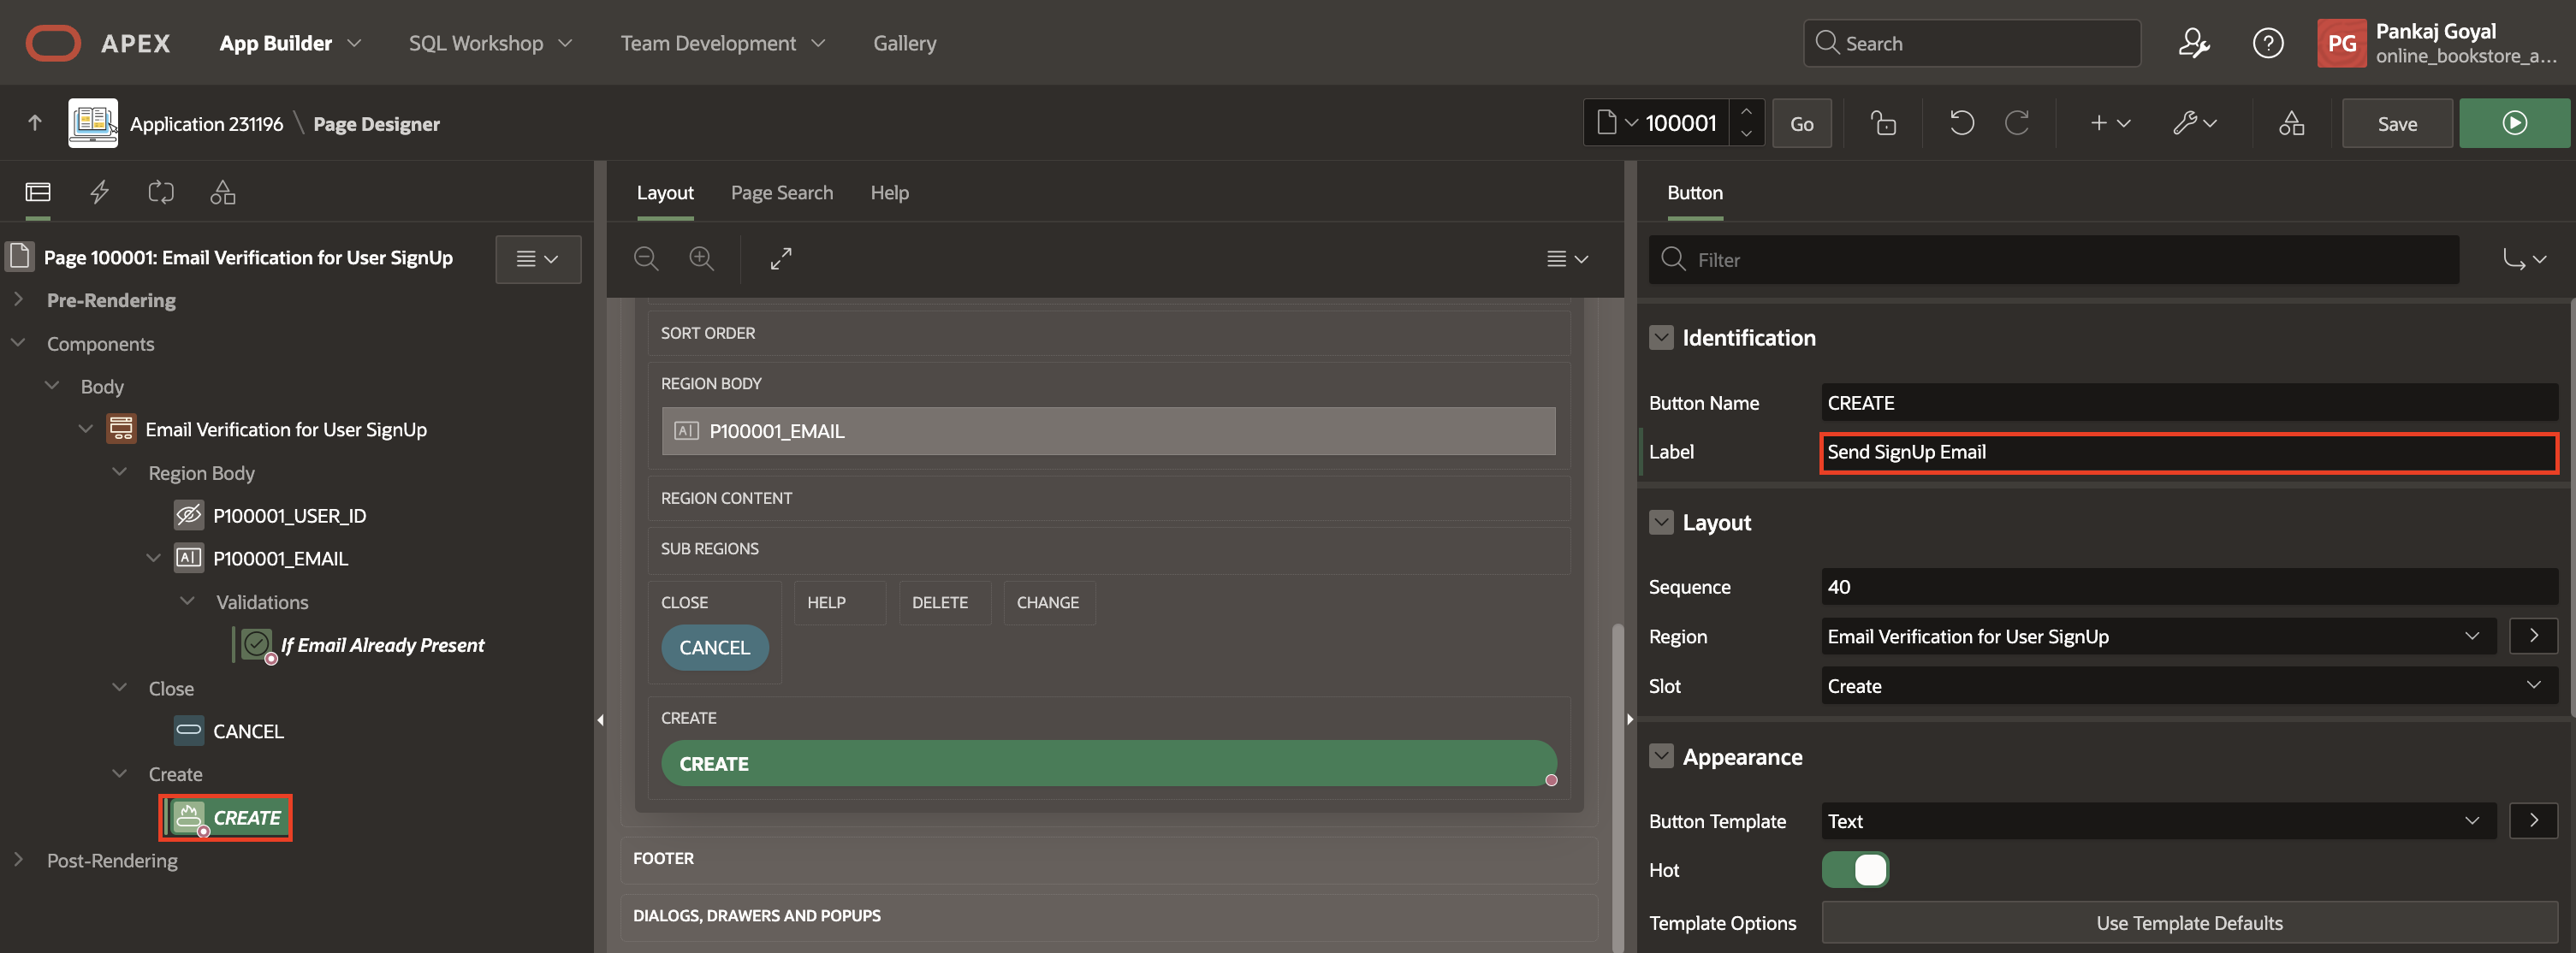 APEX App Builder SQL Workshop Team Development Gallery Search PG Pankaj Goyal
online_bookstore_a...
Application 231196 \ Page Designer 100001 Go Save
Layout Page Search Help
Button
Page 100001: Email Verification for User SignUp
Filter
Pre-Rendering
Components
Body
Email Verification for User SignUp
Region Body
P100001_USER_ID
P100001_EMAIL
Validations
If Email Already Present
Close
CANCEL
Create
CREATE
Post-Rendering
SORT ORDER
REGION BODY
P100001_EMAIL
REGION CONTENT
SUB REGIONS
CLOSE HELP DELETE CHANGE
CANCEL
CREATE
CREATE
FOOTER
DIALOGS, DRAWERS AND POPUPS
Identification
Button Name CREATE
Label Send SignUp Email
Layout
Sequence 40
Region Email Verification for User SignUp
Slot Create
Appearance
Button Template Text
Hot
Template Options Use Template Defaults